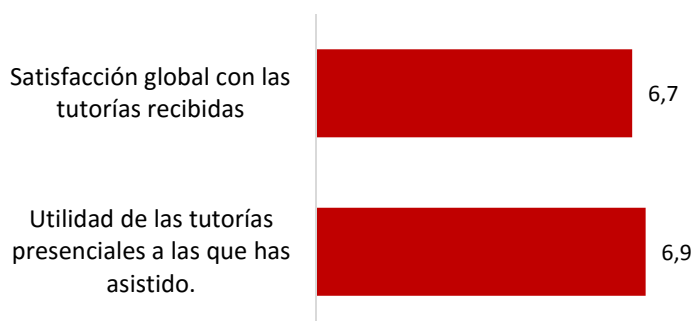 Satisfacción global con las
tutorías recibidas
6,7
Utilidad de las tutorías
presenciales a las que has
asistido.
6,9